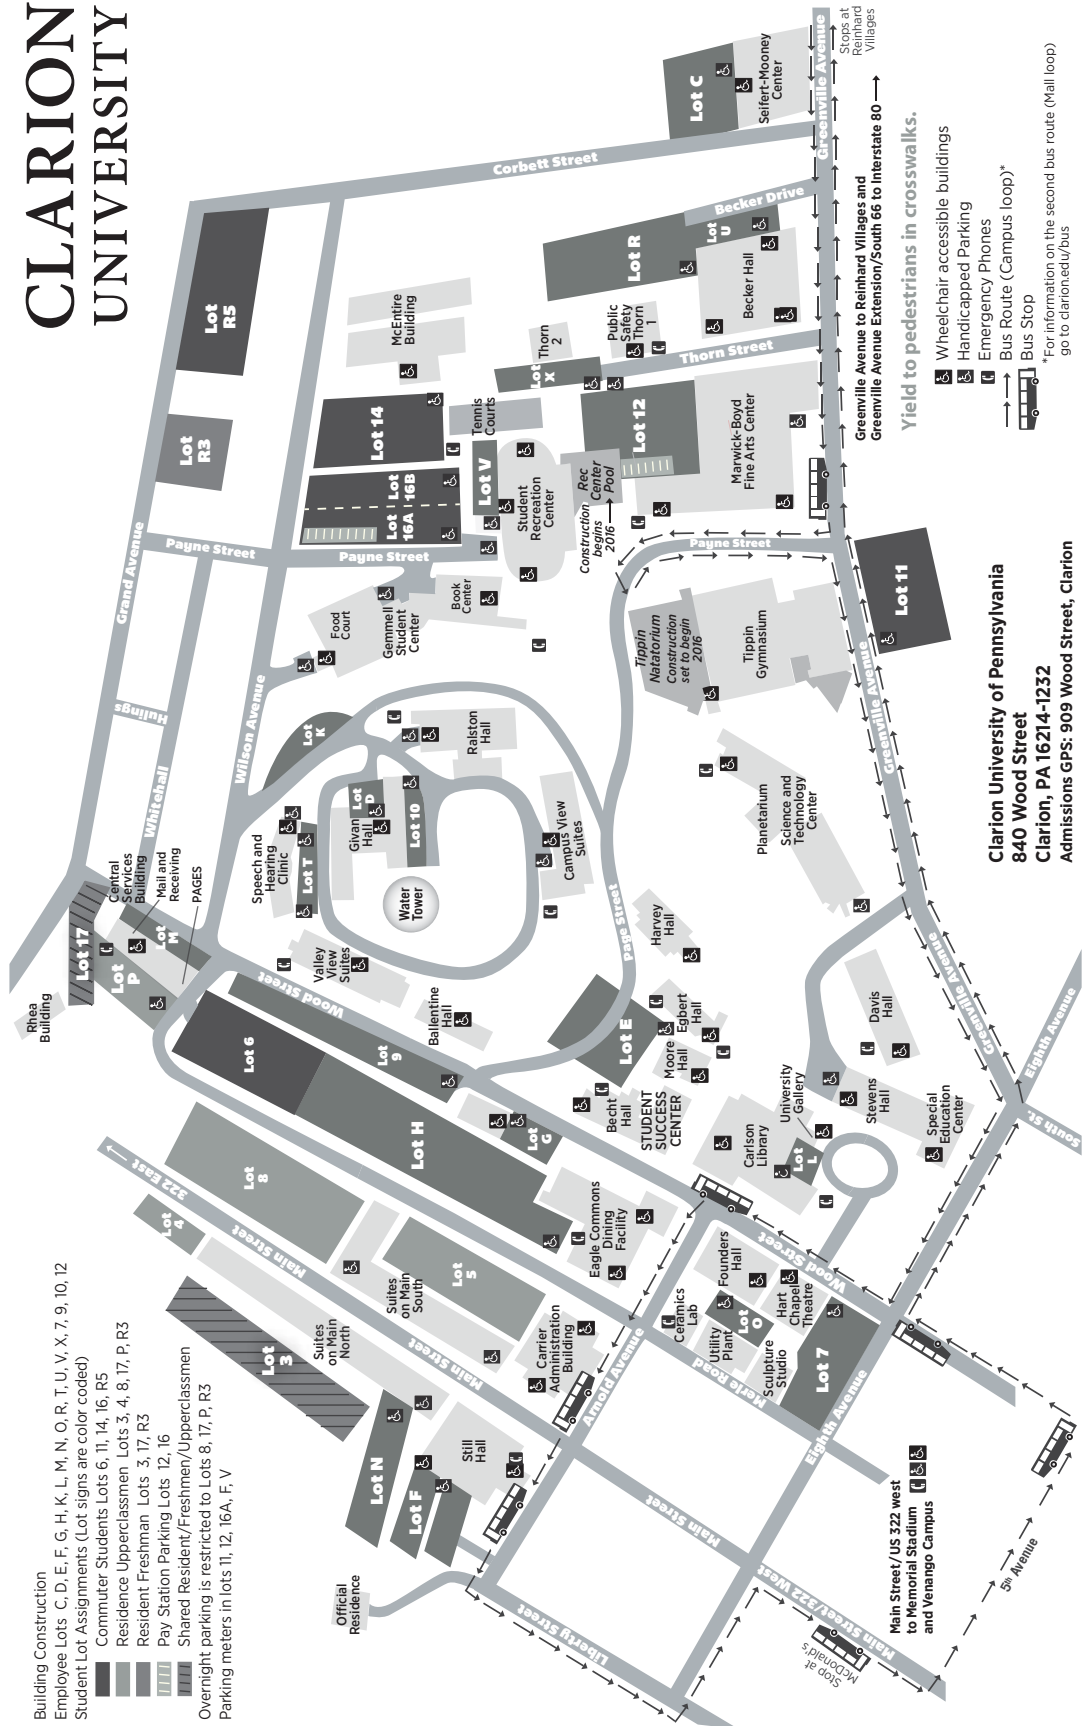 CLARION
UNIVERSITY
Building Construction
Employee Lots C, D, E, F, G, H, K, L, M, N, O, R, T, U, V, X, 7, 9, 10, 12
Student Lot Assignments (Lot signs are color coded)
Commuter Students Lots 6, 11, 14, 16, R5
Residence Upperclassmen Lots 3, 4, 8, 17, P, R3
Resident Freshman Lots 3, 17, R3
Pay Station Parking Lots 12, 16
Shared Resident/Freshmen/Upperclassmen
Overnight parking is restricted to Lots 8, 17, P, R3
Parking meters in lots 11, 12, 16A, F, V
Rhea
Building
Lot 17
Lot
P
Central
Services
Building
Mail and
Receiving
Lot
M
PAGES
Whitehall
Hulings
Grand Avenue
Wilson Avenue
Payne Street
Payne Street
Lot
R3
Lot
R5
Corbett Street
Lot 4
322 East
Main Street
Lot
3
Suites
on Main
North
Lot
8
Suites
on Main
South
Lot
5
Lot 6
Lot H
Lot
9
Wood Street
Lot
G
Speech and
Hearing
Clinic
Lot T
Valley
View
Suites
Ballentine
Hall
Givan
Hall
Lot
D
Lot 10
Water
Tower
Lot
K
Ralston
Hall
Campus View
Suites
Food
Court
Gemmell
Student
Center
Book
Center
Lot
16A
Lot
16B
Lot 14
McEntire
Building
Tennis
Courts
Lot V
Student
Recreation
Center
Rec
Center
Pool
Construction
begins
2016
Lot
X
Thorn
2
Public
Safety
Thorn
1
Lot 12
Thorn Street
Lot R
Lot
U
Becker Drive
Becker Hall
Marwick-Boyd
Fine Arts Center
Lot C
Seifert-Mooney
Center
Greenville Avenue
Stops at
Reinhard
Villages
Payne Street
Tippin
Natatorium
Construction
set to begin
2016
Tippin
Gymnasium
Lot 11
Greenville Avenue
Planetarium
Science and
Technology
Center
Page Street
Harvey
Hall
Lot E
Egbert
Hall
Moore
Hall
Becht
Hall
STUDENT
SUCCESS
CENTER
Davis
Hall
Greenville Avenue
Eighth Avenue
South St.
University
Gallery
Stevens
Hall
Special
Education
Center
Carlson
Library
Lot
L
Eagle Commons
Dining
Facility
Carrier
Administration
Building
Main Street
Lot N
Lot F
Still
Hall
Official
Residence
Arnold Avenue
Ceramics
Lab
Founders
Hall
Utility
Plant
Lot
O
Hart
Chapel
Theatre
Sculpture
Studio
Merle Road
Lot 7
Wood Street
Eighth Avenue
Main Street
Liberty Street
Main Street/322 West
Stop at
McDonald's
5th Avenue
Main Street/US 322 west
to Memorial Stadium
and Venango Campus
Clarion University of Pennsylvania
840 Wood Street
Clarion, PA 16214-1232
Admissions GPS: 909 Wood Street, Clarion
Greenville Avenue to Reinhard Villages and
Greenville Avenue Extension/South 66 to Interstate 80
Yield to pedestrians in crosswalks.
Wheelchair accessible buildings
Handicapped Parking
Emergency Phones
Bus Route (Campus loop)*
Bus Stop
*For information on the second bus route (Mall loop)
go to clarion.edu/bus